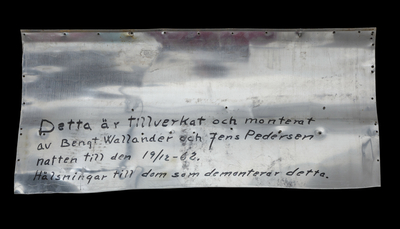 Detta är tillverkat och monterat
av Bengt Wallander och Jens Pedersen
natten till den 19/12-62.
Hälsningar till dom som demonterar detta.